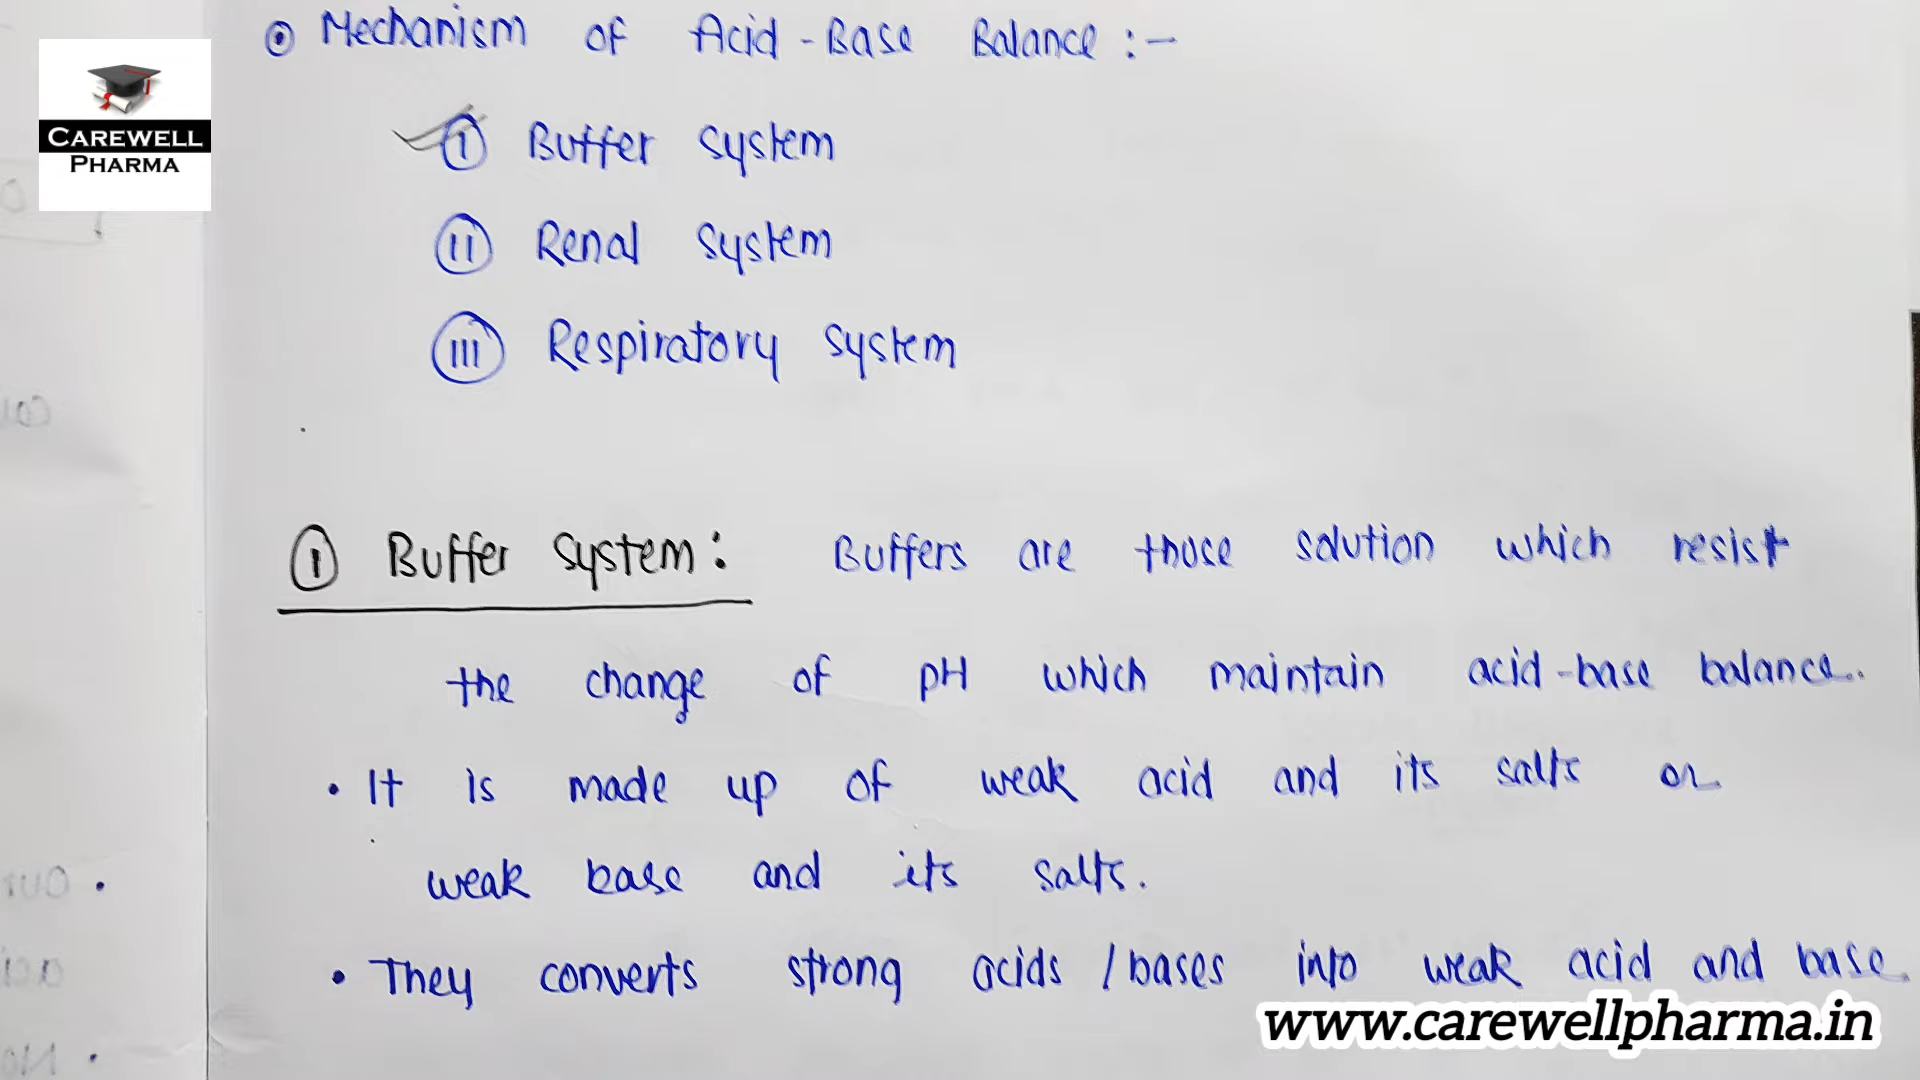 Mechanism of Acid-Base Balance :-
CAREWELL
PHARMA
I Buffer system
II Renal system
III Respiratory system
I Buffer system: Buffers are those solution which resist
the change of pH which maintain acid-base balance.
• It is made up of weak acid and its salts or
weak base and its salts.
• They converts strong acids / bases into weak acid and base
www.carewellpharma.in